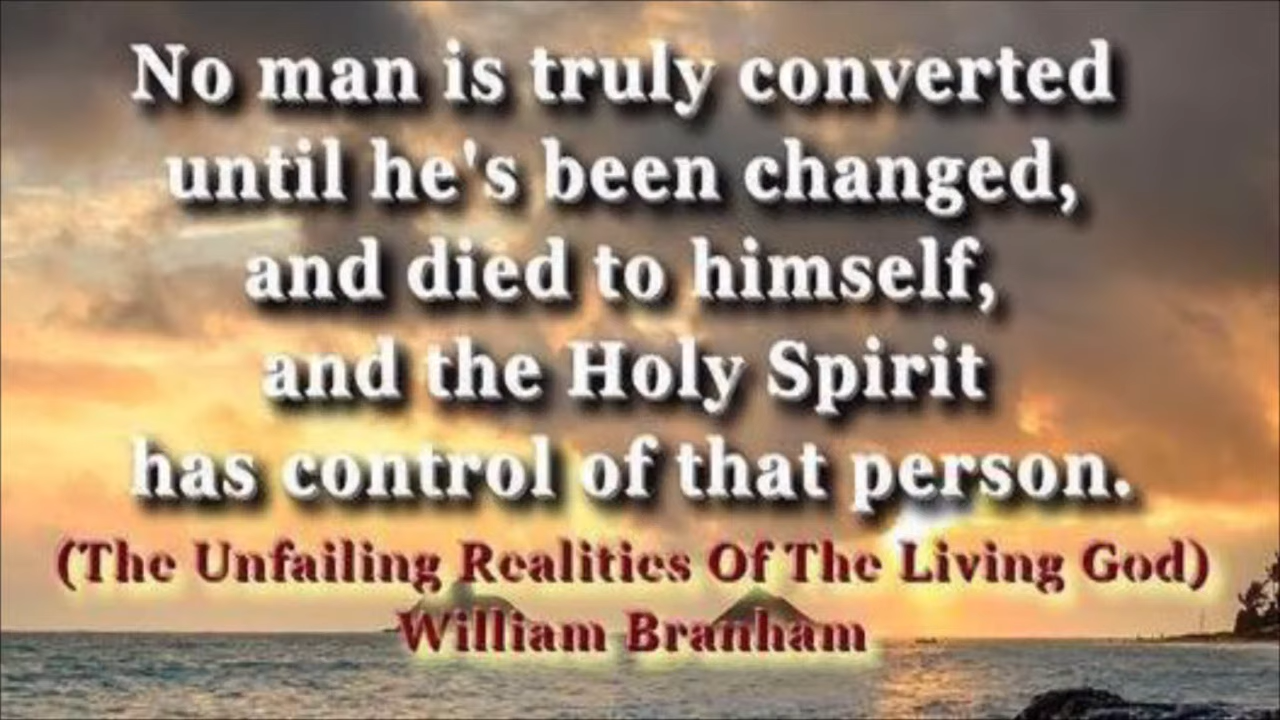 No man is truly converted
until he's been changed,
and died to himself,
and the Holy Spirit
has control of that person.
(The Unfailing Realities Of The Living God)
William Branham